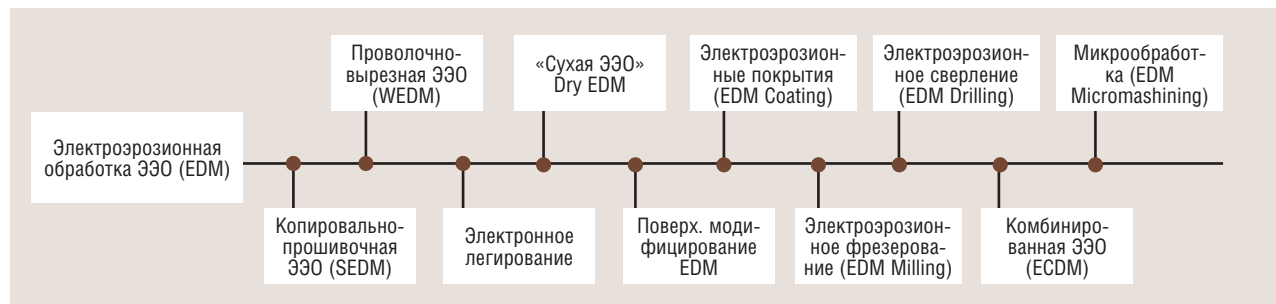 Электроэрозионная
обработка ЭЭО (EDM)
Проволочно-
вырезная ЭЭО
(WEDM)
«Сухая ЭЭО»
Dry EDM
Электроэрозион-
ные покрытия
(EDM Coating)
Электроэрозион-
ное сверление
(EDM Drilling)
Микрообработ-
ка (EDM
Micromashining)
Копировально-
прошивочная
ЭЭО (SEDM)
Электронное
легирование
Поверх. моди-
фицирование
EDM
Электроэрозион-
ное фрезерова-
ние (EDM Milling)
Комбиниро-
ванная ЭЭО
(ECDM)